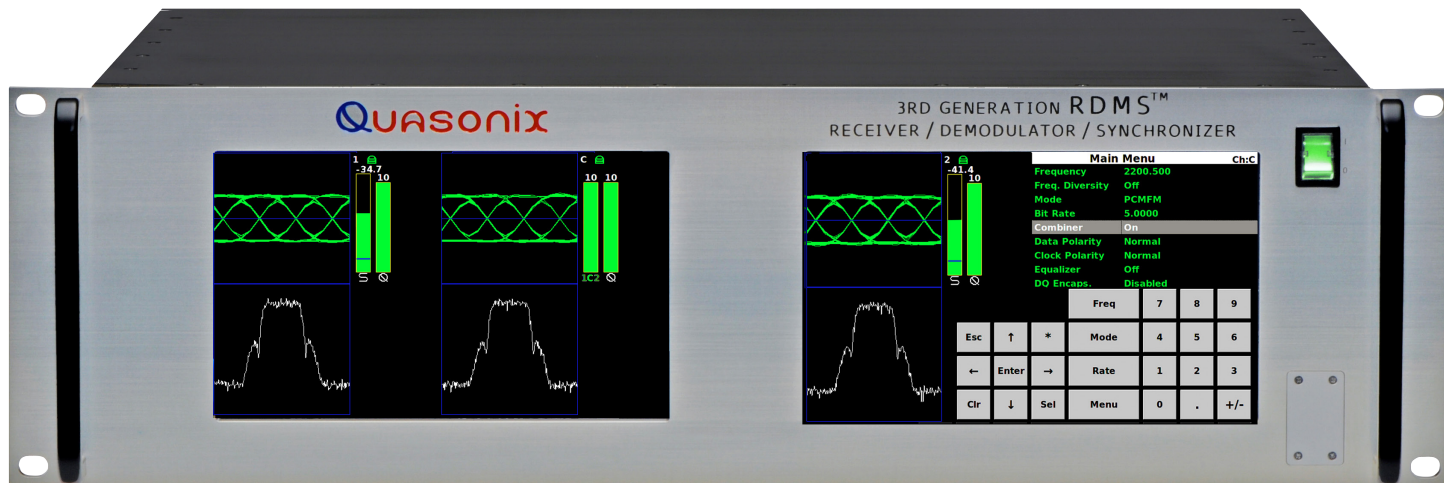 Quasonix
3RD GENERATION RDMS™
RECEIVER / DEMODULATOR / SYNCHRONIZER
1
-34.7
10
S Q
C
10 10
1C2 Q
2
-41.4
10
S Q
Main Menu Ch:C
Frequency 2200.500
Freq. Diversity Off
Mode PCMFM
Bit Rate 5.0000
Combiner On
Data Polarity Normal
Clock Polarity Normal
Equalizer Off
DQ Encaps. Disabled
Freq 7 8 9
Esc ↑ * Mode 4 5 6
← Enter → Rate 1 2 3
Clr ↓ Sel Menu 0 . +/-